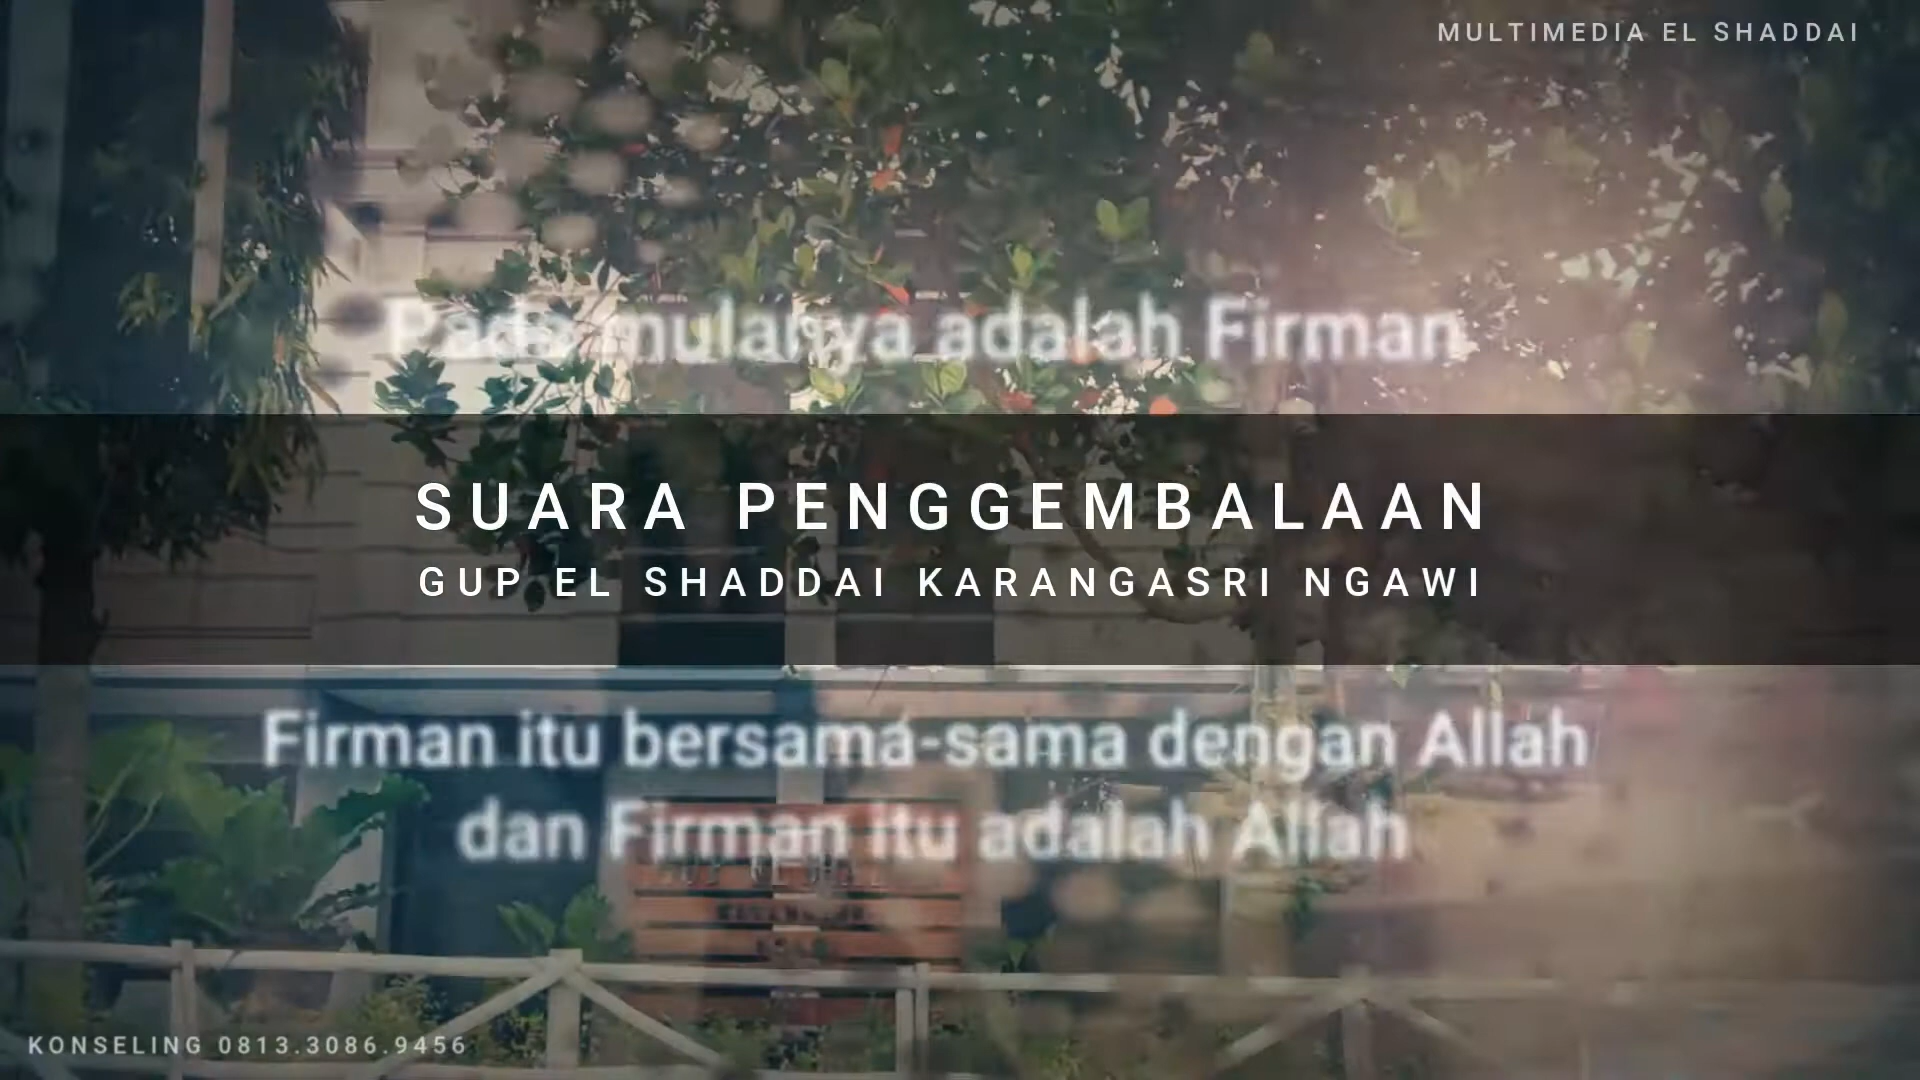 MULTIMEDIA EL SHADDAI
Pada mulanya adalah Firman
SUARA PENGGEMBALAAN
GUP EL SHADDAI KARANGASRI NGAWI
Firman itu bersama-sama dengan Allah
dan Firman itu adalah Allah
KONSELING 0813.3086.9456